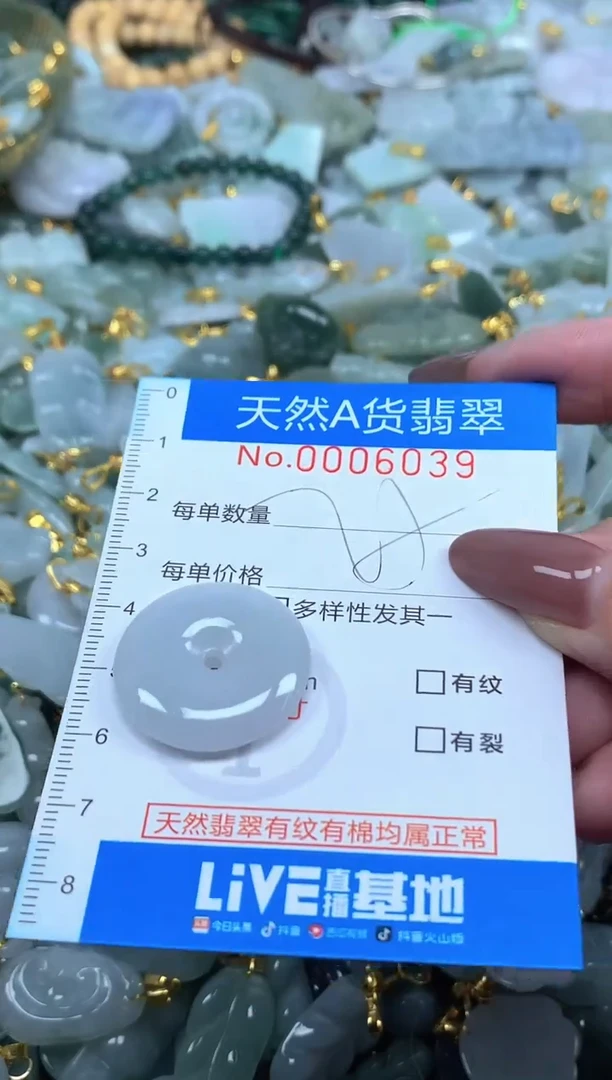 0
天然A货翡翠
No.0006039
1
2
每单数量
3
每单价格
4
多样性发其一
有纹
有裂
6
7
天然翡翠有纹有棉均属正常
8
LiVE直播基地
今日头条 抖音 西瓜视频 抖音火山版